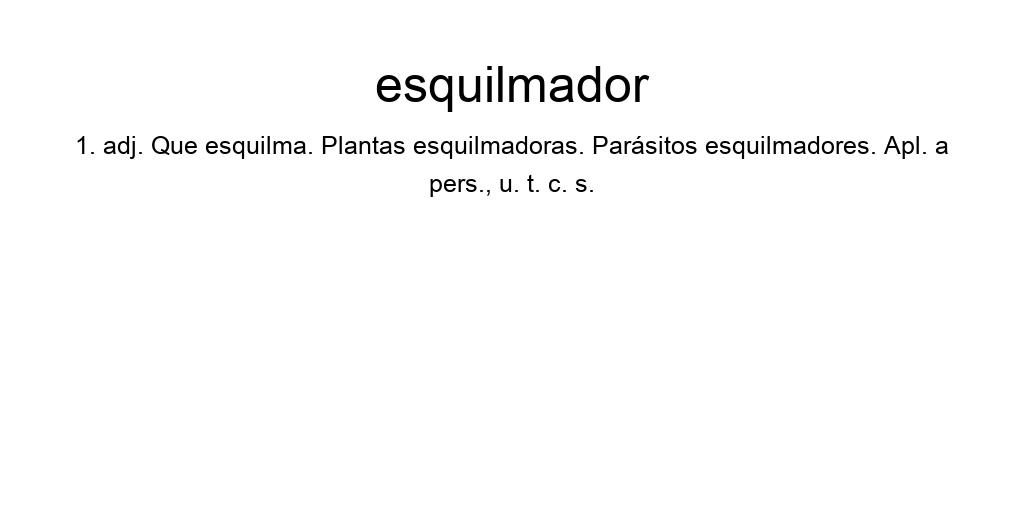 esquilmador
1. adj. Que esquilma. Plantas esquilmadoras. Parásitos esquilmadores. Apl. a
pers., u. t. c. s.